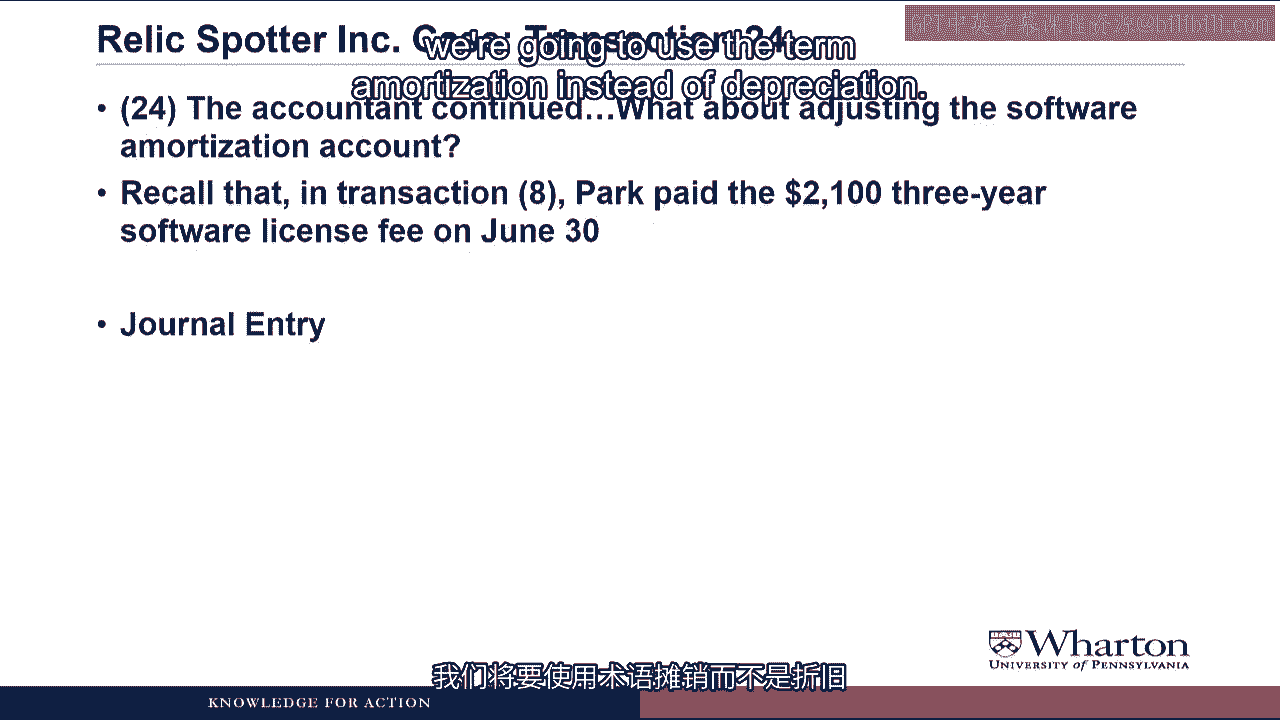 Relic Spotter Inc. Case: Transaction 24
we're going to use the term
amortization instead of depreciation.
• (24) The accountant continued…What about adjusting the software
amortization account?
• Recall that, in transaction (8), Park paid the $2,100 three-year
software license fee on June 30
• Journal Entry
Wharton
UNIVERSITY of PENNSYLVANIA
我们将要使用术语摊销而不是折旧
KNOWLEDGE FOR ACTION